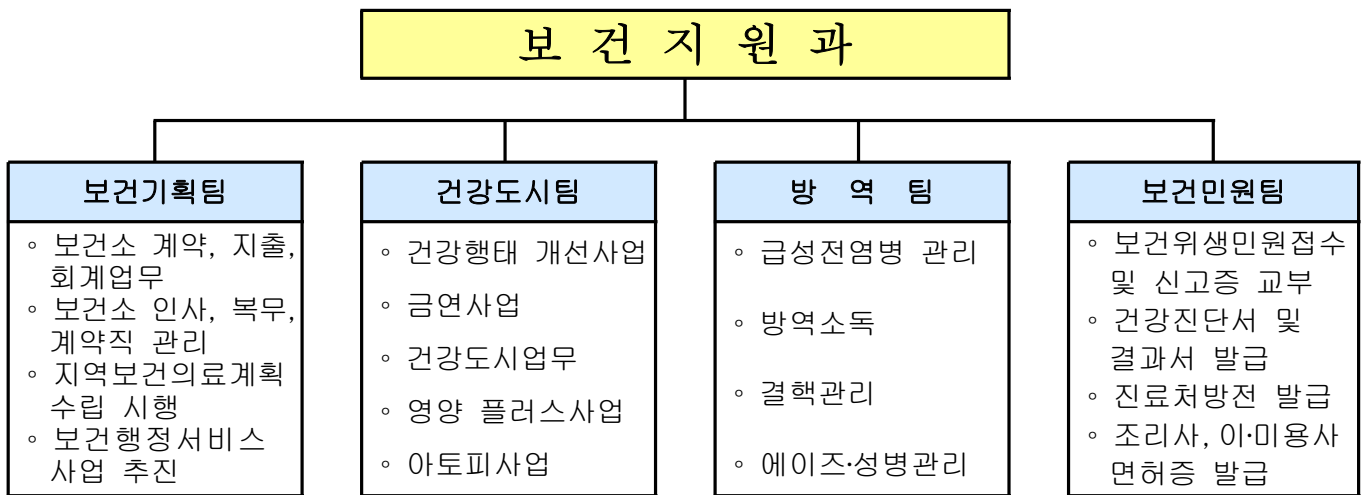 보 건 지 원 과
보건기획팀
◦ 보건소 계약, 지출,
회계업무
◦ 보건소 인사, 복무,
계약직 관리
◦ 지역보건의료계획
수립 시행
◦ 보건행정서비스
사업 추진
건강도시팀
◦ 건강행태 개선사업
◦ 금연사업
◦ 건강도시업무
◦ 영양 플러스사업
◦ 아토피사업
방 역 팀
◦ 급성전염병 관리
◦ 방역소독
◦ 결핵관리
◦ 에이즈·성병관리
보건민원팀
◦ 보건위생민원접수
및 신고증 교부
◦ 건강진단서 및
결과서 발급
◦ 진료처방전 발급
◦ 조리사, 이·미용사
면허증 발급